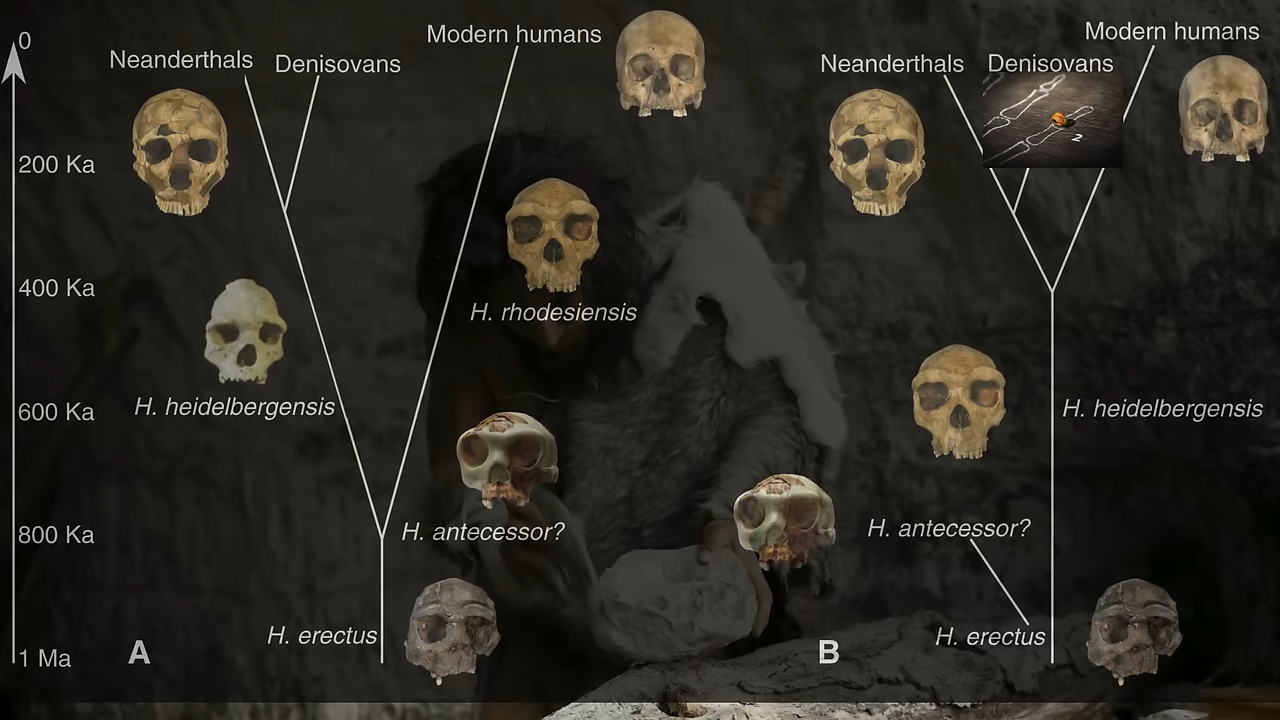 0
200 Ka
400 Ka
600 Ka
800 Ka
1 Ma
Neanderthals
Denisovans
Modern humans
H. rhodesiensis
H. heidelbergensis
H. antecessor?
H. erectus
A
Neanderthals
Denisovans
Modern humans
2
H. heidelbergensis
H. antecessor?
H. erectus
B